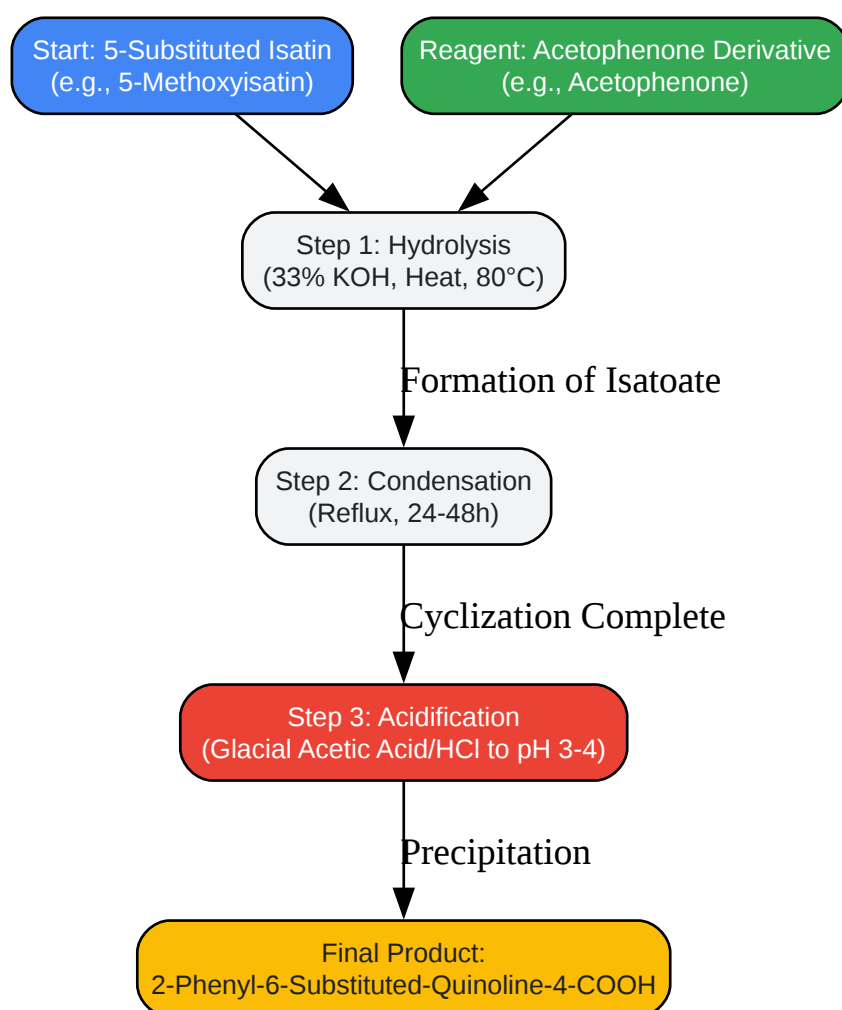 Start: 5-Substituted Isatin
(e.g., 5-Methoxyisatin)
Reagent: Acetophenone Derivative
(e.g., Acetophenone)
Step 1: Hydrolysis
(33% KOH, Heat, 80°C)
Formation of Isatoate
Step 2: Condensation
(Reflux, 24-48h)
Cyclization Complete
Step 3: Acidification
(Glacial Acetic Acid/HCl to pH 3-4)
Precipitation
Final Product:
2-Phenyl-6-Substituted-Quinoline-4-COOH